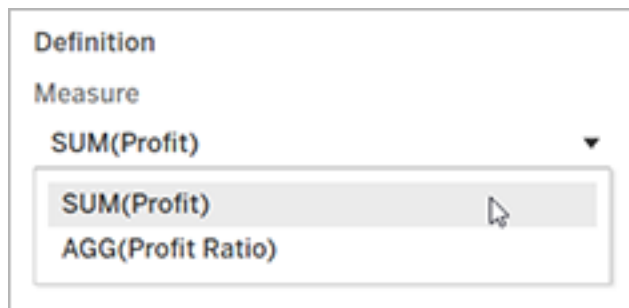 Definition
Measure
SUM(Profit)
SUM(Profit)
AGG(Profit Ratio)